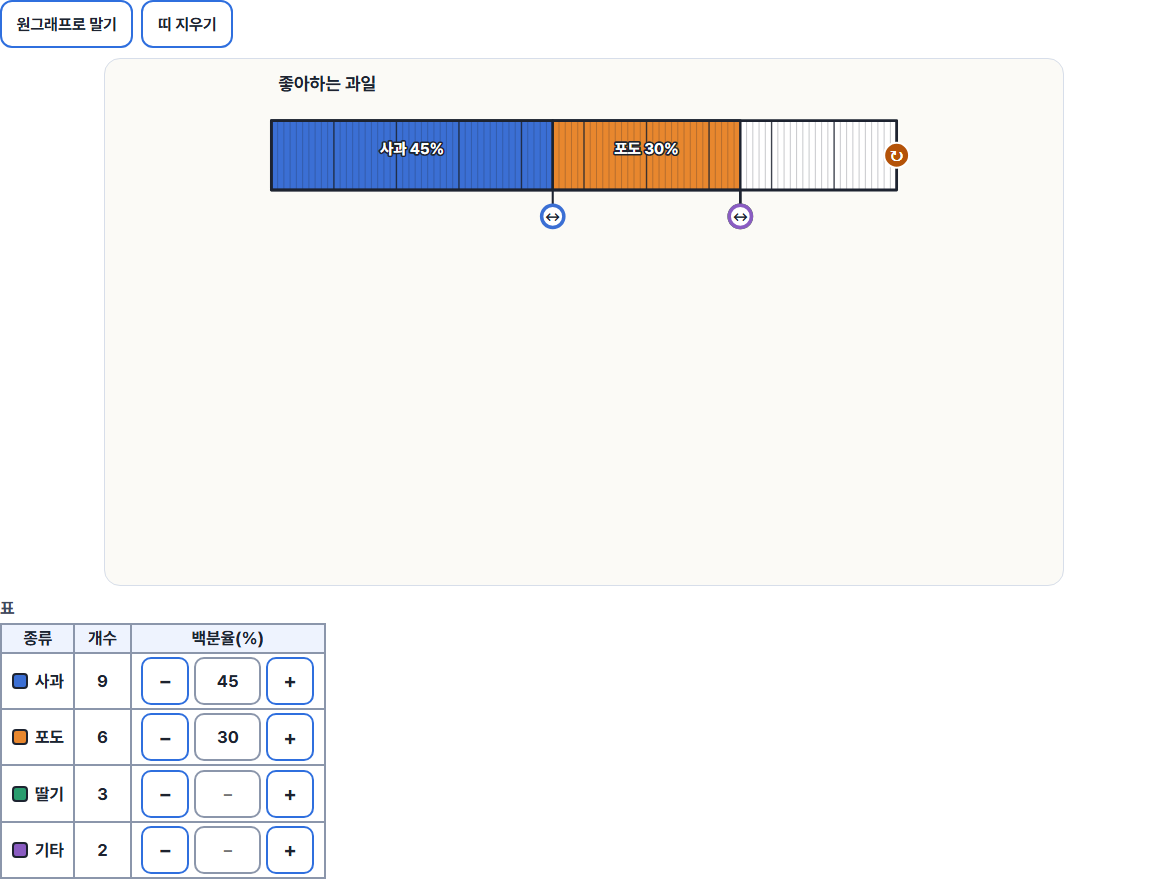 원그래프로 말기 띠 지우기
좋아하는 과일
사과 45% 포도 30%
표
종류 개수 백분율(%)
사과 9 − 45 +
포도 6 − 30 +
딸기 3 − – +
기타 2 − – +